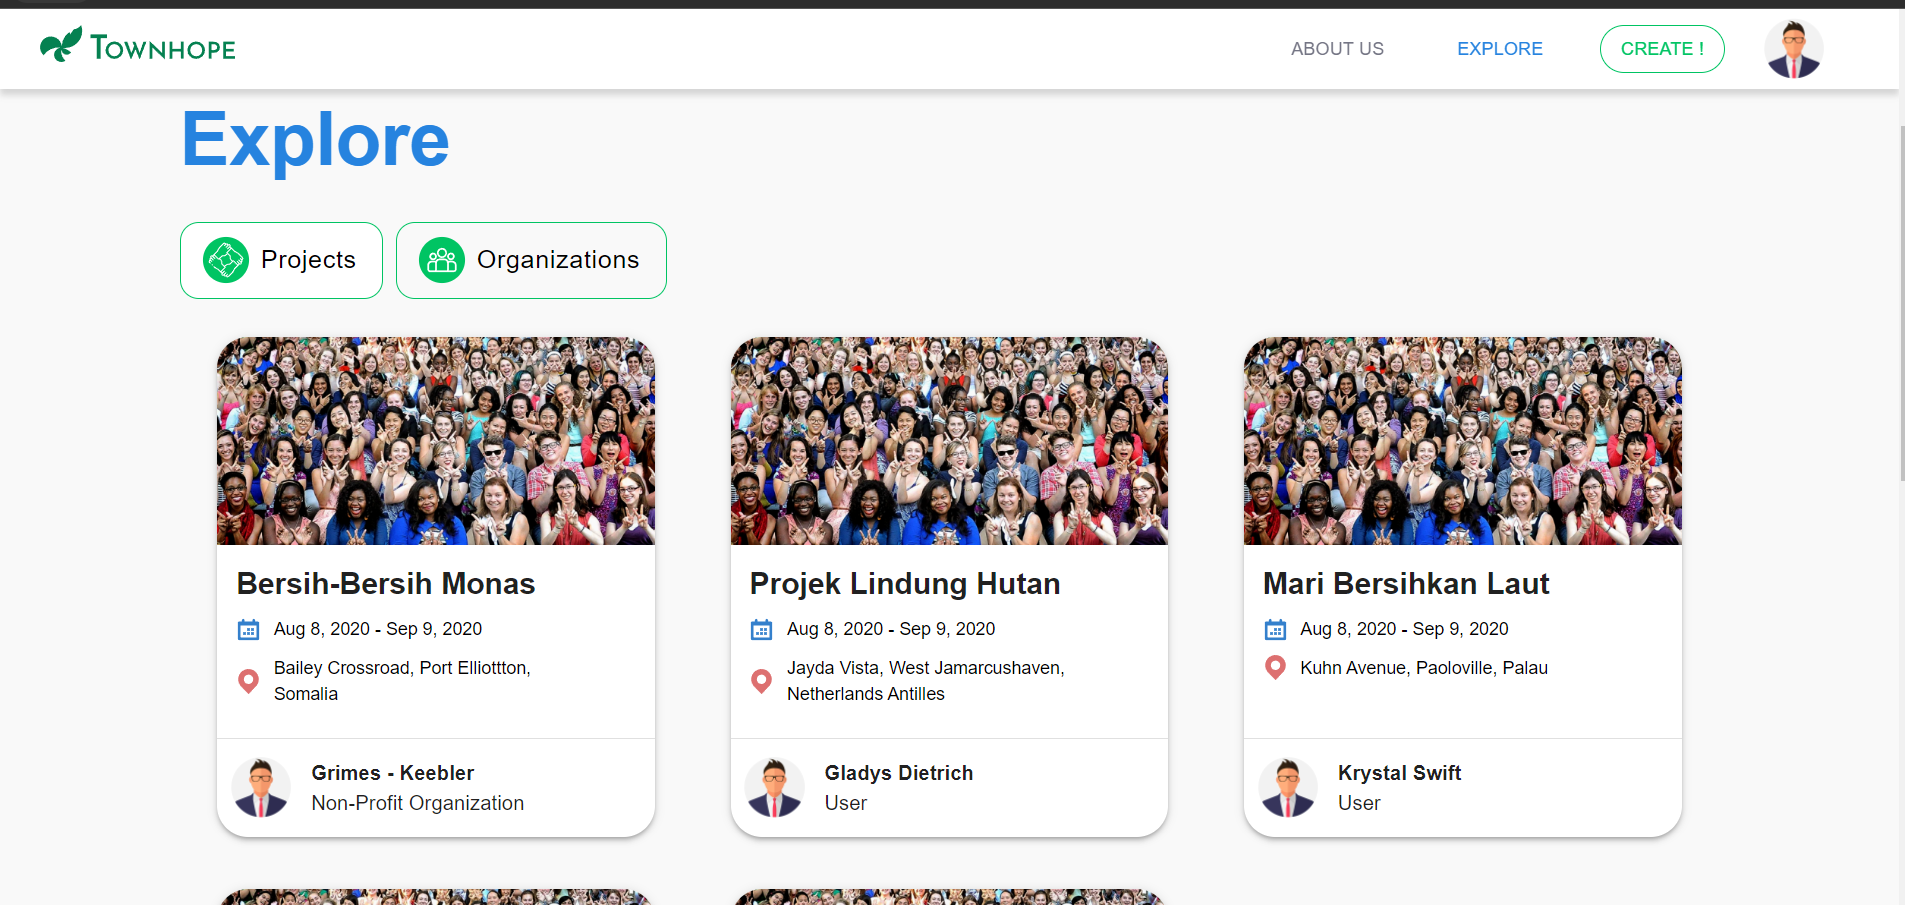 TOWNHOPE
ABOUT US
EXPLORE
CREATE !
Explore
Projects
Organizations
Bersih-Bersih Monas
Aug 8, 2020 - Sep 9, 2020
Bailey Crossroad, Port Elliottton,
Somalia
Grimes - Keebler
Non-Profit Organization
Projek Lindung Hutan
Aug 8, 2020 - Sep 9, 2020
Jayda Vista, West Jamarcushaven,
Netherlands Antilles
Gladys Dietrich
User
Mari Bersihkan Laut
Aug 8, 2020 - Sep 9, 2020
Kuhn Avenue, Paoloville, Palau
Krystal Swift
User